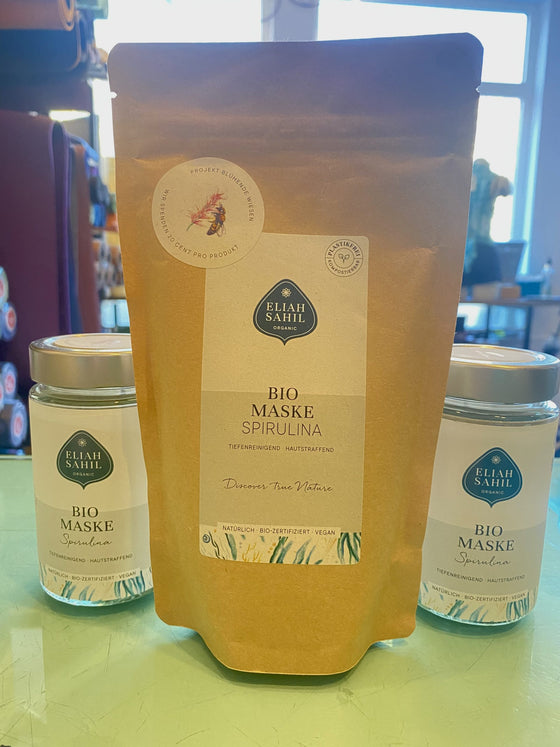 PROJEKT BLÜHENDE WIESEN
WIR SPENDEN 20 CENT PRO PRODUKT
PLASTIKFREI
KOMPOSTIERBAR
ELIAH
SAHIL
ORGANIC
BIO
MASKE
SPIRULINA
TIEFENREINIGEND · HAUTSTRAFFEND
Discover True Nature
NATÜRLICH · BIO-ZERTIFIZIERT · VEGAN
ELIAH
SAHIL
ORGANIC
BIO
MASKE
Spirulina
TIEFENREINIGEND · HAUTSTRAFFEND
NATÜRLICH · BIO-ZERTIFIZIERT · VEGAN
ELIAH
SAHIL
ORGANIC
BIO
MASKE
Spirulina
TIEFENREINIGEND · HAUTSTRAFFEND
NATÜRLICH · BIO-ZERTIFIZIERT · VEGAN